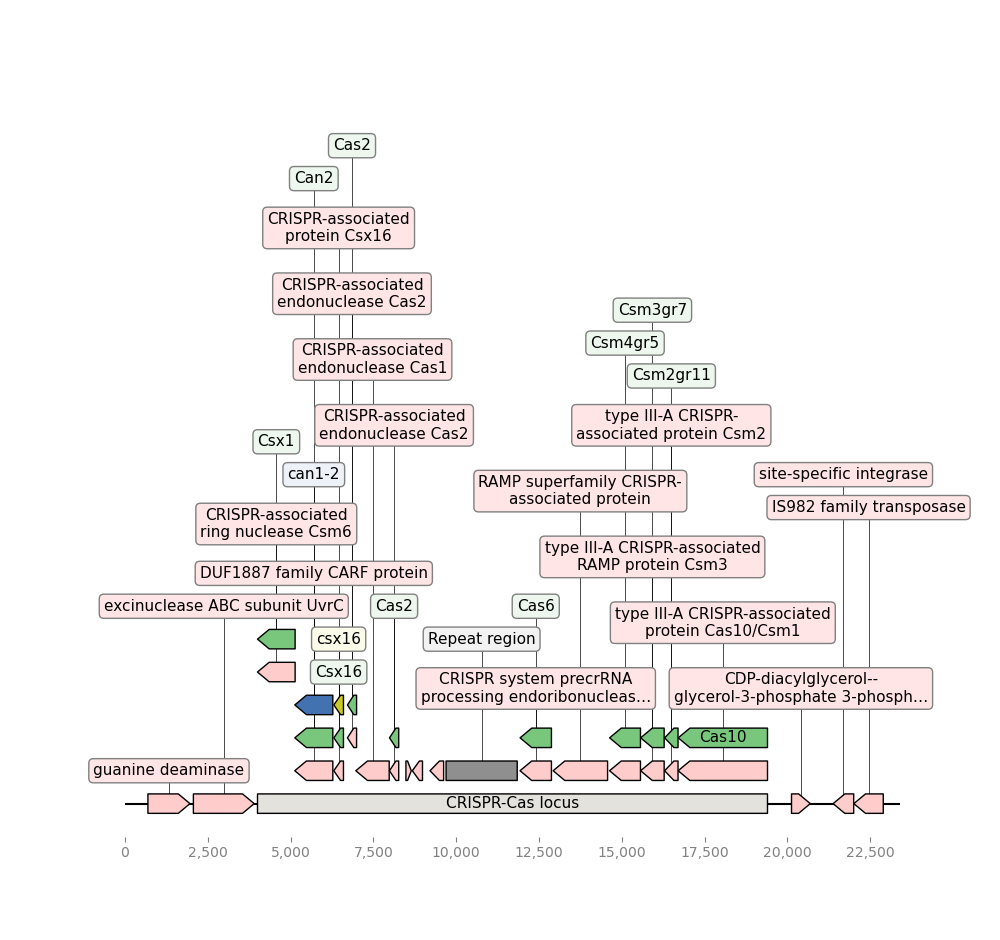 Cas2
Can2
CRISPR-associated
protein Csx16
CRISPR-associated
endonuclease Cas2
Csm3gr7
Csm4gr5
CRISPR-associated
endonuclease Cas1
Csm2gr11
CRISPR-associated
endonuclease Cas2
type III-A CRISPR-
associated protein Csm2
Csx1
can1-2
site-specific integrase
RAMP superfamily CRISPR-
associated protein
IS982 family transposase
CRISPR-associated
ring nuclease Csm6
type III-A CRISPR-associated
RAMP protein Csm3
DUF1887 family CARF protein
excinuclease ABC subunit UvrC
Cas2
Cas6
type III-A CRISPR-associated
protein Cas10/Csm1
csx16
Repeat region
Csx16
CRISPR system precrRNA
processing endoribonucleas…
CDP-diacylglycerol--
glycerol-3-phosphate 3-phosph…
Cas10
guanine deaminase
CRISPR-Cas locus
0
2,500
5,000
7,500
10,000
12,500
15,000
17,500
20,000
22,500